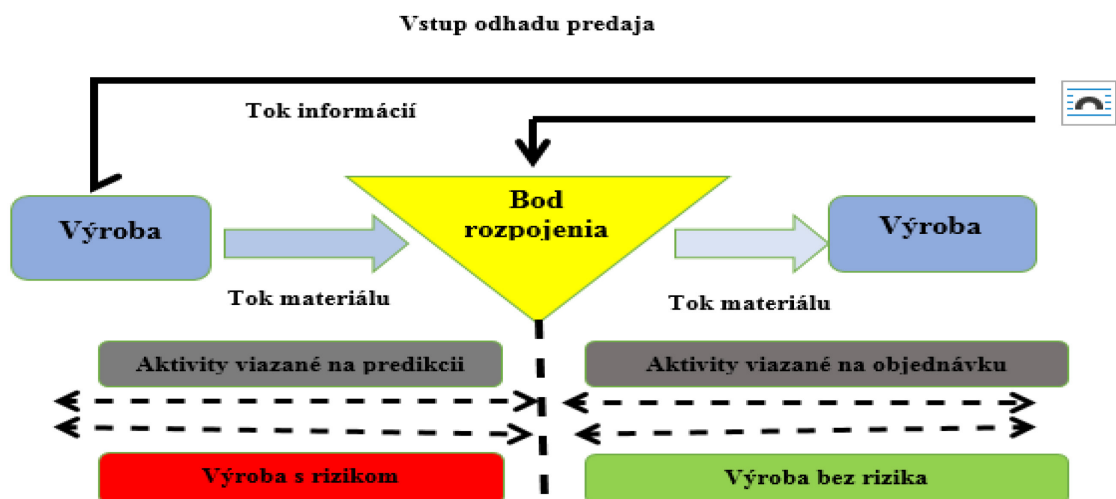 Vstup odhadu predaja
Tok informácií
Výroba
Bod
rozpojenia
Výroba
Tok materiálu
Tok materiálu
Aktivity viazané na predikcii
Aktivity viazané na objednávku
Výroba s rizikom
Výroba bez rizika